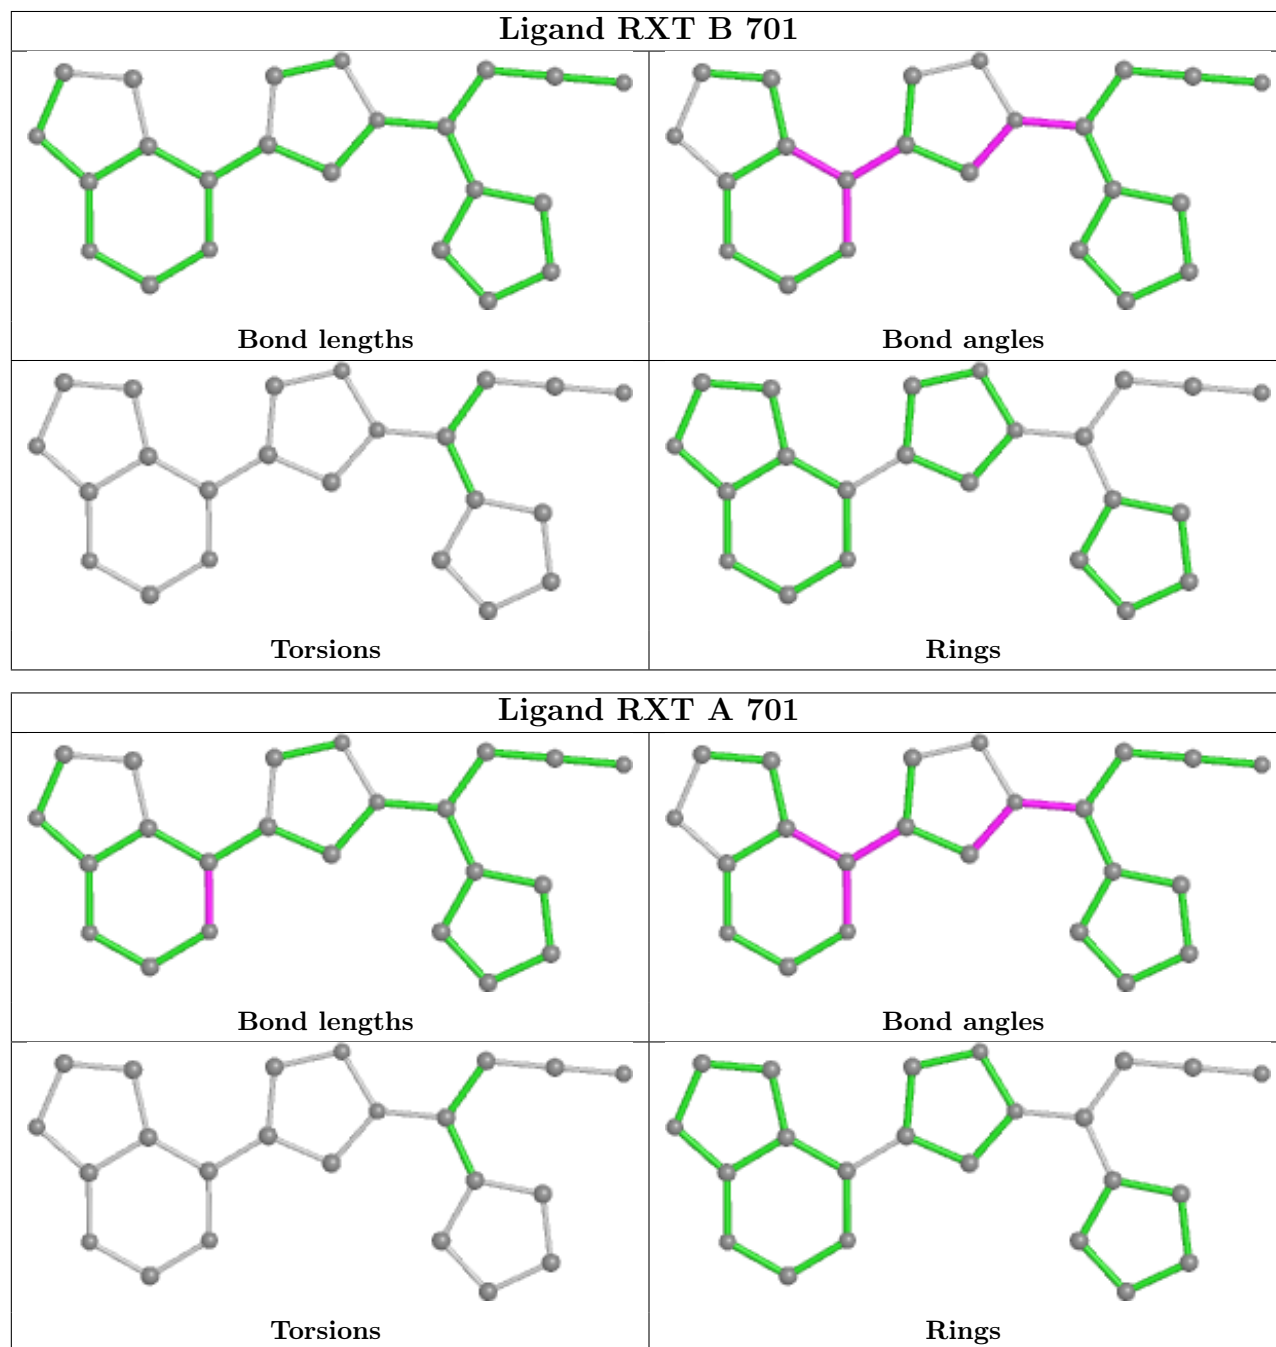 Ligand RXT B 701
Bond lengths
Bond angles
Torsions
Rings
Ligand RXT A 701
Bond lengths
Bond angles
Torsions
Rings